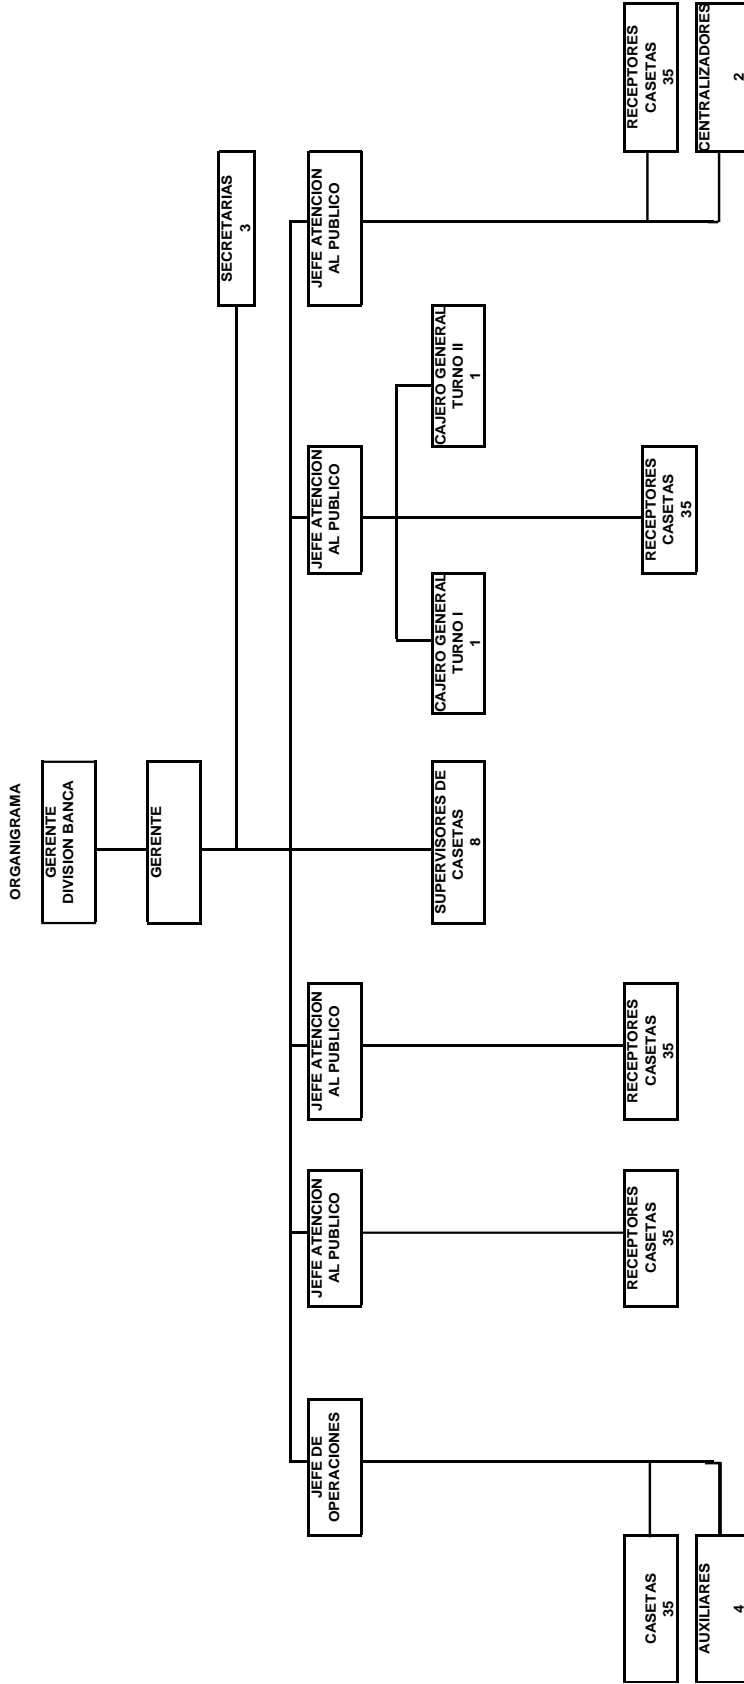 ORGANIGRAMA
GERENTE
DIVISION BANCA
GERENTE
SECRETARIAS
3
JEFE DE
OPERACIONES
JEFE ATENCION
AL PUBLICO
JEFE ATENCION
AL PUBLICO
JEFE ATENCION
AL PUBLICO
JEFE ATENCION
AL PUBLICO
SUPERVISORES DE
CASETAS
8
CAJERO GENERAL
TURNO I
1
CAJERO GENERAL
TURNO II
1
CASETAS
35
RECEPTORES
CASETAS
35
RECEPTORES
CASETAS
35
RECEPTORES
CASETAS
35
RECEPTORES
CASETAS
35
AUXILIARES
4
CENTRALIZADORES
2